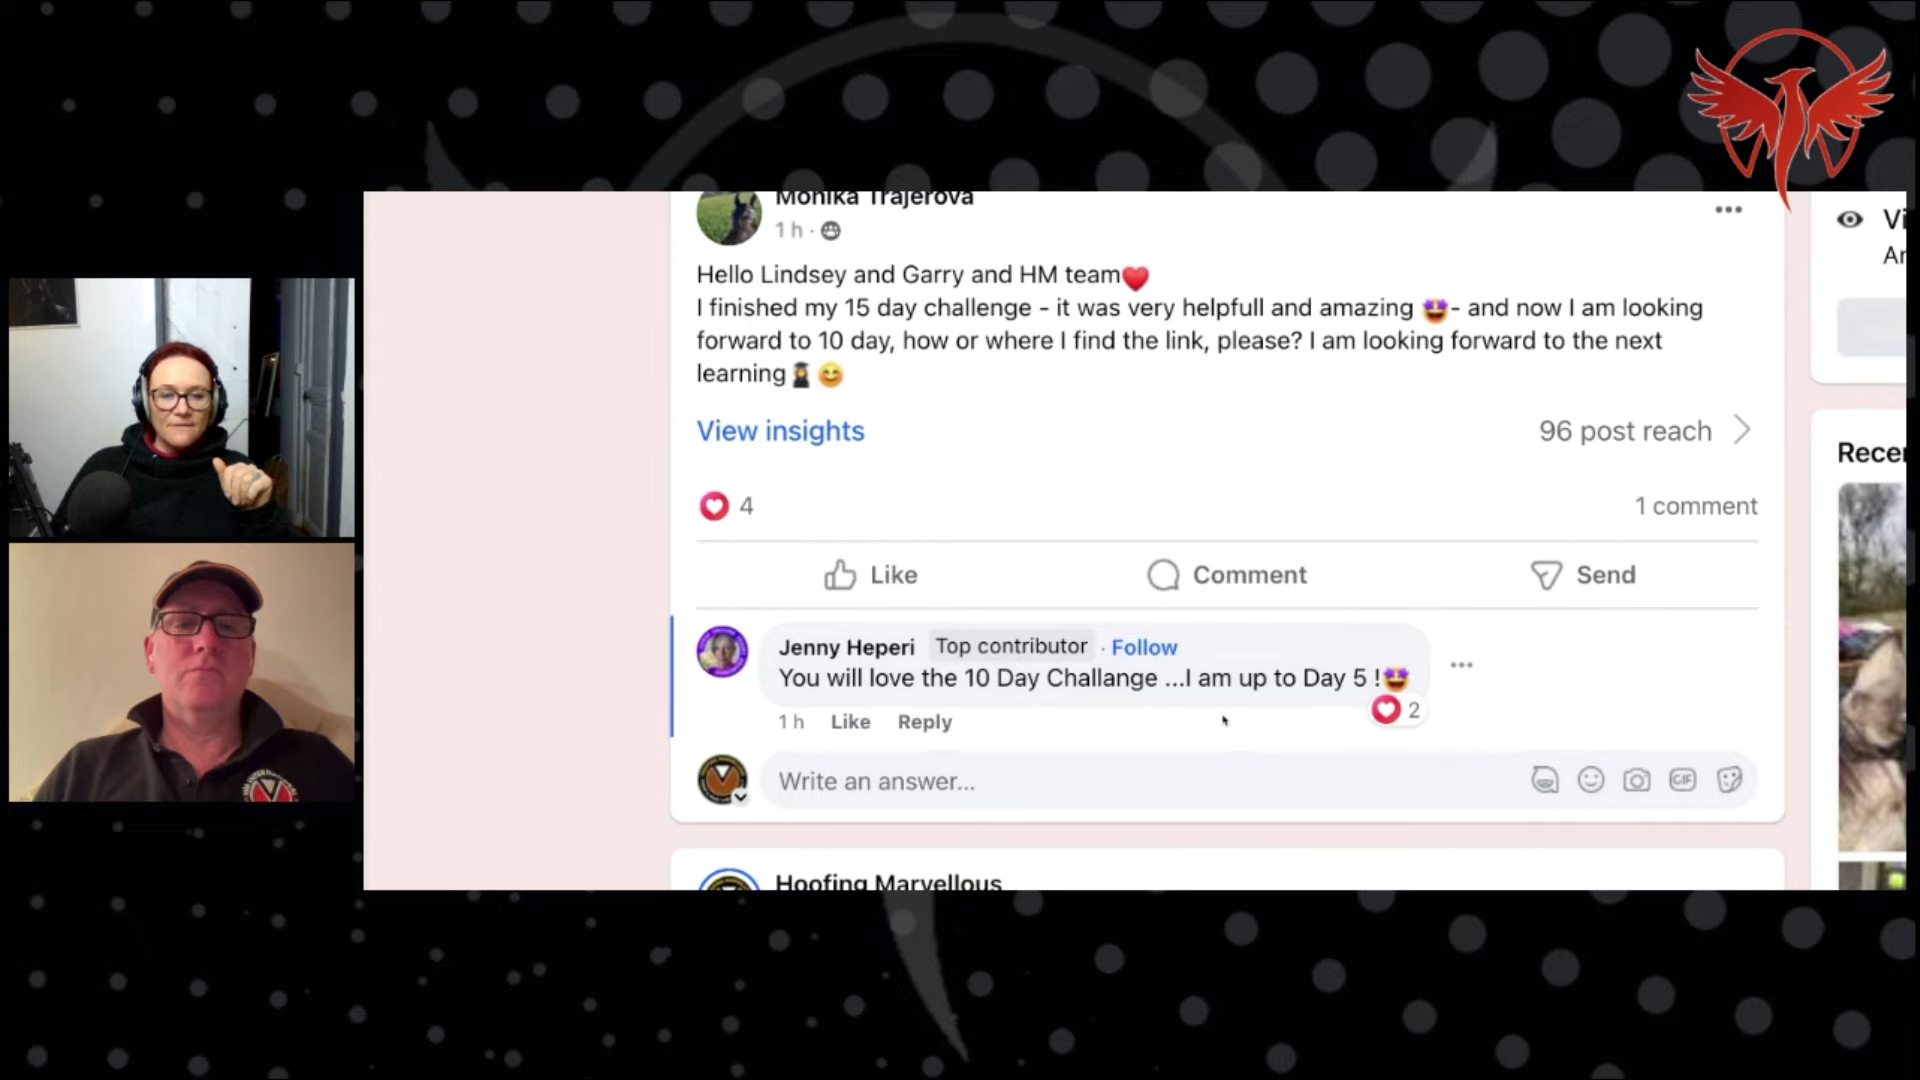 Monika Trajerova
1 h ·
Hello Lindsey and Garry and HM team❤️
I finished my 15 day challenge - it was very helpfull and amazing 🤩- and now I am looking
forward to 10 day, how or where I find the link, please? I am looking forward to the next
learning👩‍🎓😊
View insights
96 post reach
4
1 comment
Like
Comment
Send
Jenny Heperi Top contributor · Follow
You will love the 10 Day Challange ...I am up to Day 5 !🤩
2
1 h Like Reply
Write an answer...
GIF
Hoofing Marvellous